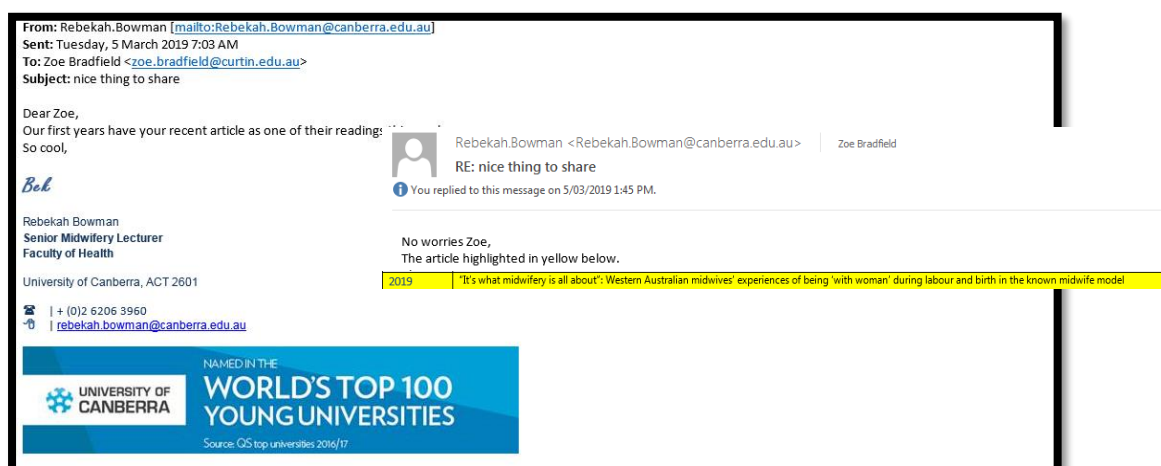 From: Rebekah.Bowman [mailto:Rebekah.Bowman@canberra.edu.au]
Sent: Tuesday, 5 March 2019 7:03 AM
To: Zoe Bradfield <zoe.bradfield@curtin.edu.au>
Subject: nice thing to share
Dear Zoe,
Our first years have your recent article as one of their readings
So cool,
Bek
Rebekah Bowman
Senior Midwifery Lecturer
Faculty of Health
University of Canberra, ACT 2601
| + (0)2 6206 3960
| rebekah.bowman@canberra.edu.au
UNIVERSITY OF
CANBERRA
NAMED IN THE
WORLD'S TOP 100
YOUNG UNIVERSITIES
Source: QS top universities 2016/17
Rebekah.Bowman <Rebekah.Bowman@canberra.edu.au> Zoe Bradfield
RE: nice thing to share
You replied to this message on 5/03/2019 1:45 PM.
No worries Zoe,
The article highlighted in yellow below.
2019 "It's what midwifery is all about": Western Australian midwives' experiences of being 'with woman' during labour and birth in the known midwife model